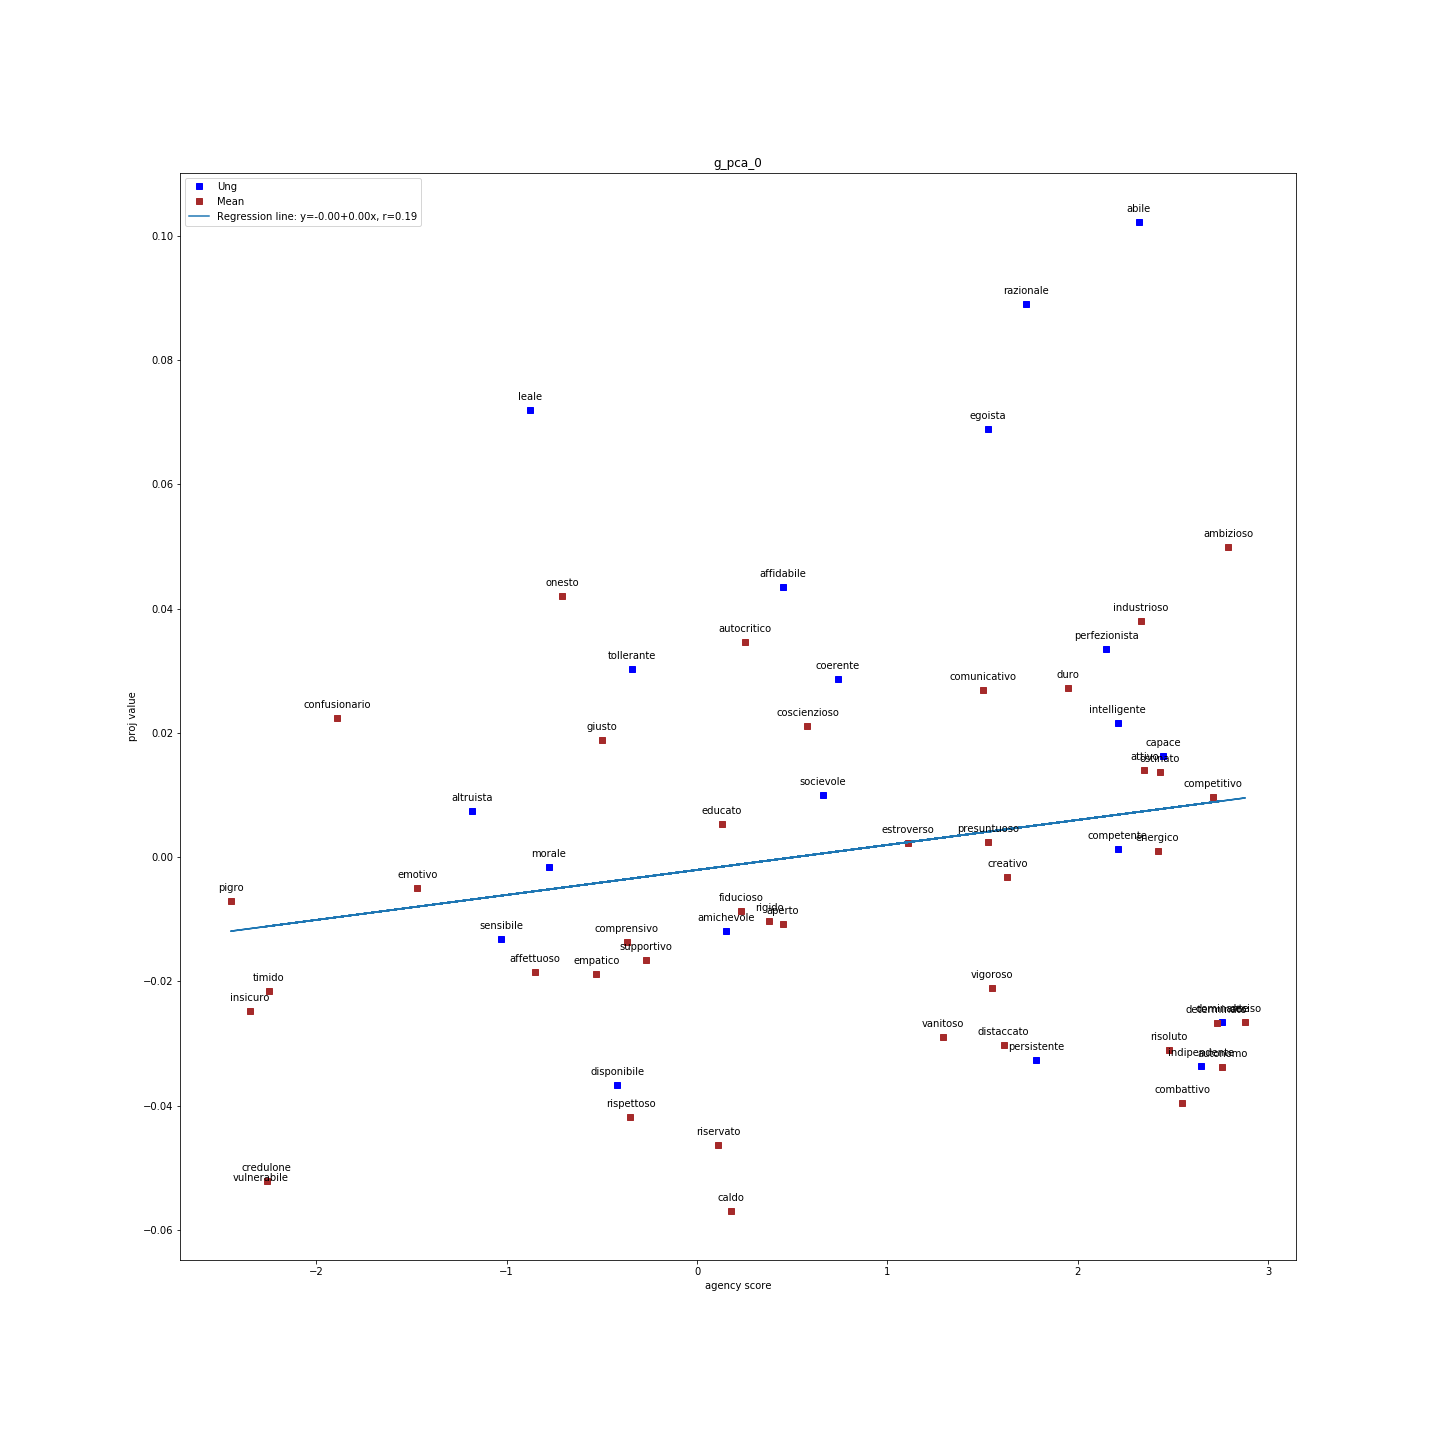 g_pca_0
Ung
Mean
Regression line: y=-0.00+0.00x, r=0.19
abile
razionale
leale
egoista
ambizioso
affidabile
onesto
industrioso
autocritico
perfezionista
tollerante
coerente
duro
comunicativo
confusionario
intelligente
coscienzioso
giusto
capace
attivo
competitivo
socievole
altruista
educato
estroverso
presuntuoso
competente
energico
morale
creativo
emotivo
pigro
fiducioso
rigido
aperto
amichevole
sensibile
comprensivo
supportivo
affettuoso
empatico
timido
vigoroso
insicuro
determinato
vanitoso
distaccato
risoluto
persistente
indipendente
autonomo
disponibile
combattivo
rispettoso
riservato
credulone
vulnerabile
caldo
0.10
0.08
0.06
0.04
0.02
0.00
−0.02
−0.04
−0.06
proj value
−2
−1
0
1
2
3
agency score